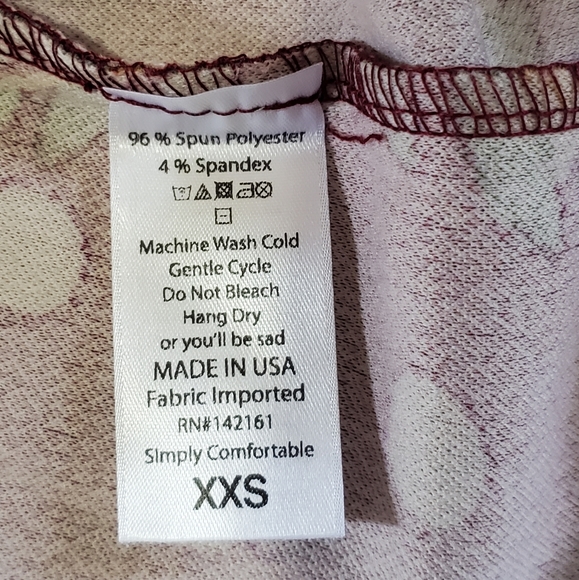 96 % Spun Polyester
4 % Spandex
Machine Wash Cold
Gentle Cycle
Do Not Bleach
Hang Dry
or you'll be sad
MADE IN USA
Fabric Imported
RN#142161
Simply Comfortable
XXS